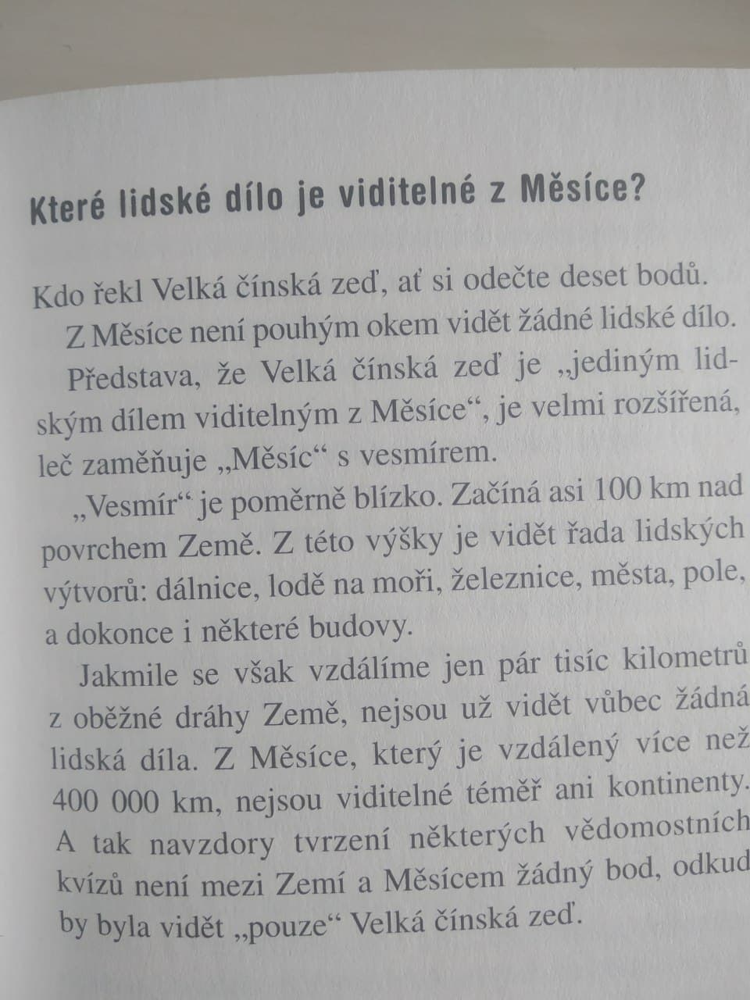 Které lidské dílo je viditelné z Měsíce?
Kdo řekl Velká čínská zeď, ať si odečte deset bodů.
Z Měsíce není pouhým okem vidět žádné lidské dílo.
Představa, že Velká čínská zeď je „jediným lid-
ským dílem viditelným z Měsíce“, je velmi rozšířená,
leč zaměňuje „Měsíc“ s vesmírem.
„Vesmír“ je poměrně blízko. Začíná asi 100 km nad
povrchem Země. Z této výšky je vidět řada lidských
výtvorů: dálnice, lodě na moři, železnice, města, pole,
a dokonce i některé budovy.
Jakmile se však vzdálíme jen pár tisíc kilometrů
z oběžné dráhy Země, nejsou už vidět vůbec žádná
lidská díla. Z Měsíce, který je vzdálený více než
400 000 km, nejsou viditelné téměř ani kontinenty.
A tak navzdory tvrzení některých vědomostních
kvízů není mezi Zemí a Měsícem žádný bod, odkud
by byla vidět „pouze“ Velká čínská zeď.